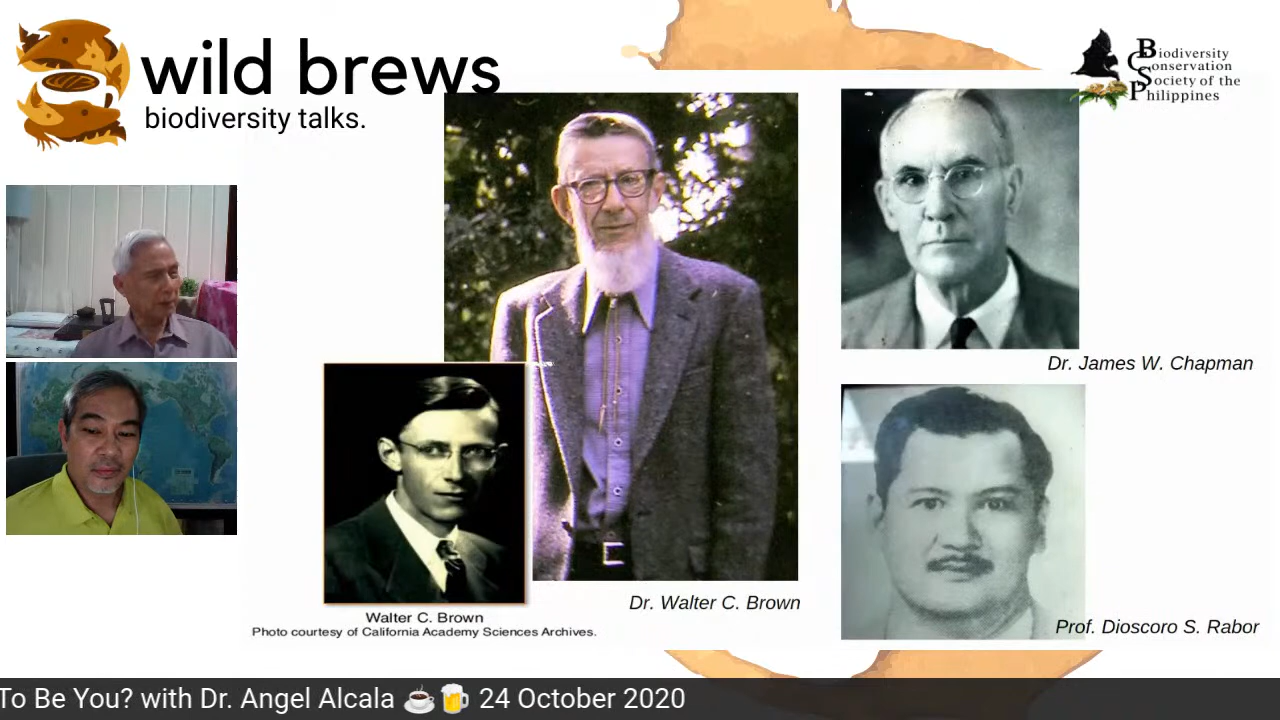 wild brews
biodiversity talks.
Biodiversity
Conservation
Society of the
Philippines
Dr. James W. Chapman
Dr. Walter C. Brown
Walter C. Brown
Photo courtesy of California Academy Sciences Archives.
Prof. Dioscoro S. Rabor
To Be You? with Dr. Angel Alcala ☕🍺 24 October 2020